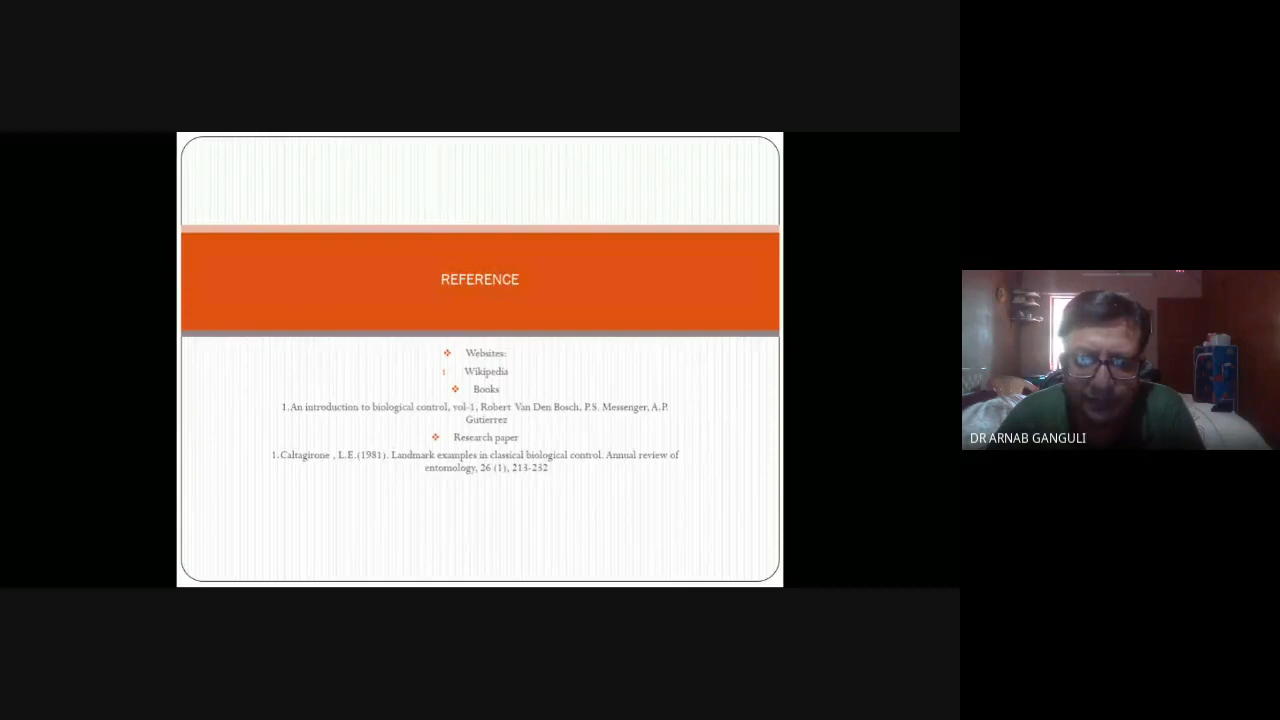 REFERENCE
Websites:
1 Wikipedia
Books
1.An introduction to biological control, vol-1, Robert Van Den Bosch, P.S. Messenger, A.P.
Gutierrez
Research paper
1.Caltagirone , L.E.(1981). Landmark examples in classical biological control. Annual review of
entomology, 26 (1), 213-232
DR ARNAB GANGULI